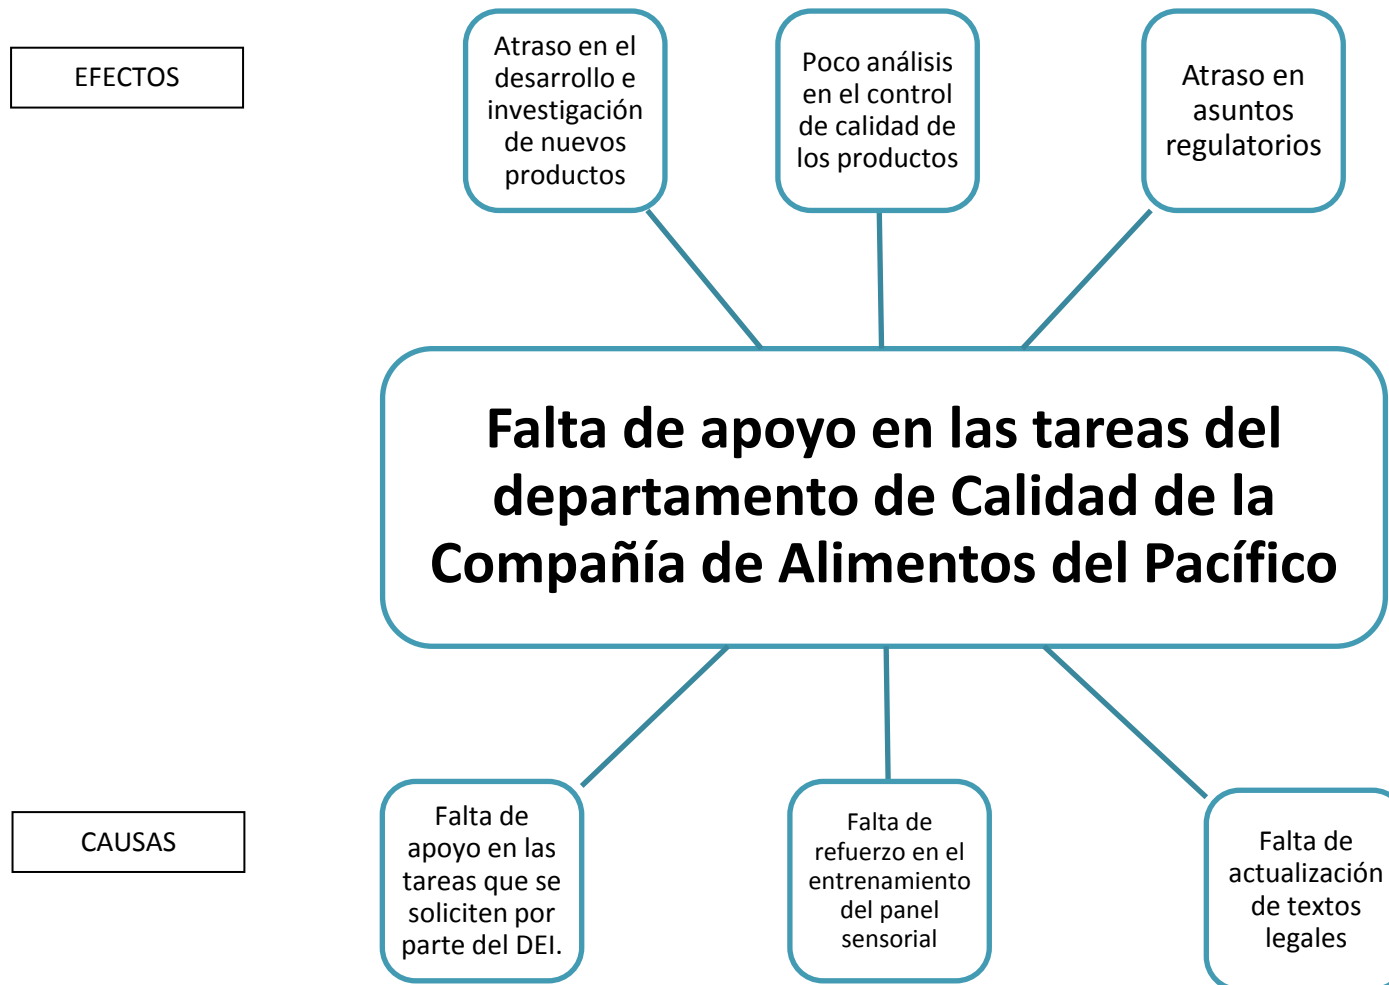 EFECTOS
Atraso en el
desarrollo e
investigación
de nuevos
productos
Poco análisis
en el control
de calidad de
los productos
Atraso en
asuntos
regulatorios
Falta de apoyo en las tareas del
departamento de Calidad de la
Compañía de Alimentos del Pacífico
CAUSAS
Falta de
apoyo en las
tareas que se
soliciten por
parte del DEI.
Falta de
refuerzo en el
entrenamiento
del panel
sensorial
Falta de
actualización
de textos
legales